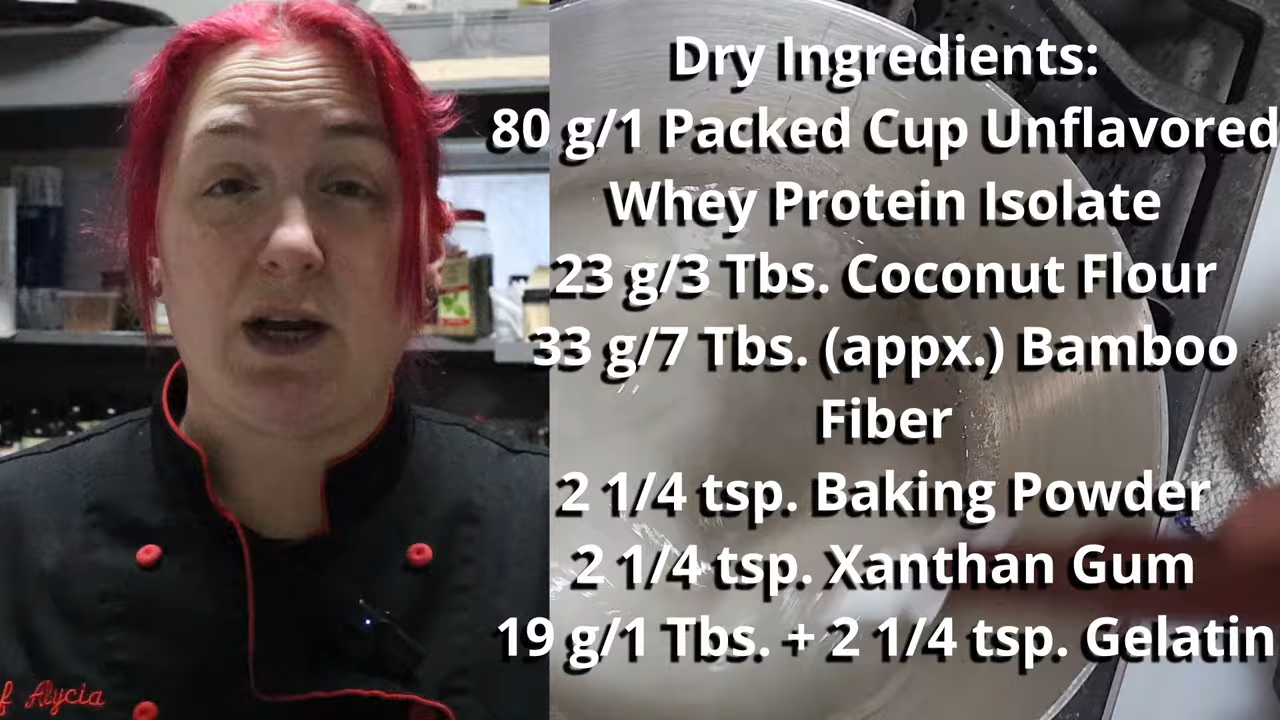 Dry Ingredients:
80 g/1 Packed Cup Unflavored
Whey Protein Isolate
23 g/3 Tbs. Coconut Flour
33 g/7 Tbs. (appx.) Bamboo
Fiber
2 1/4 tsp. Baking Powder
2 1/4 tsp. Xanthan Gum
19 g/1 Tbs. + 2 1/4 tsp. Gelatin
f Alycia